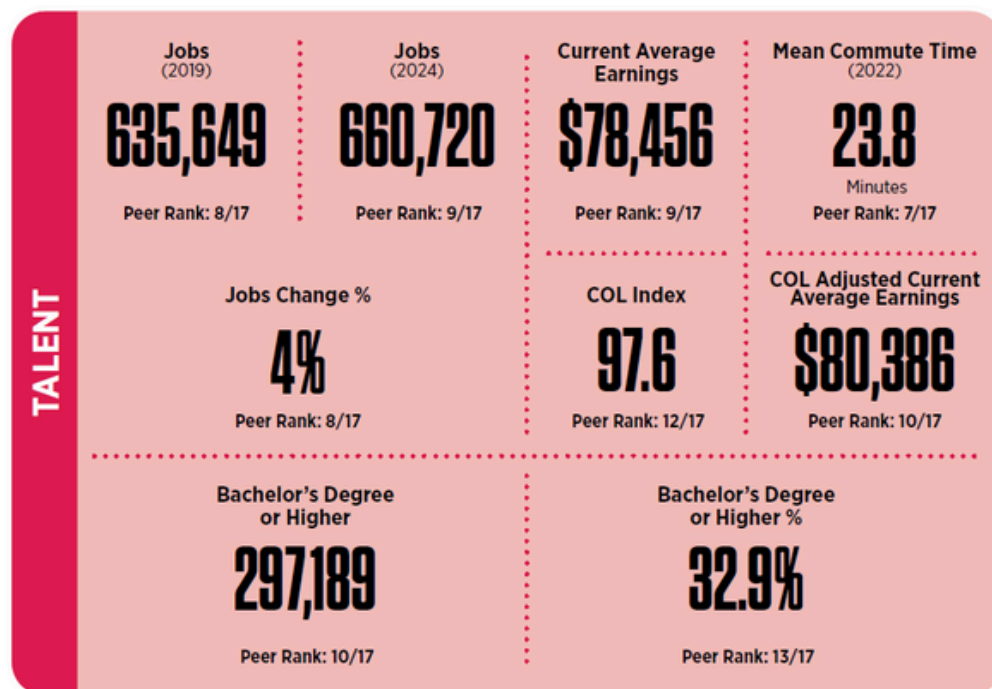 TALENT
Jobs
(2019)
635,649
Peer Rank: 8/17
Jobs
(2024)
660,720
Peer Rank: 9/17
Current Average
Earnings
$78,456
Peer Rank: 9/17
Mean Commute Time
(2022)
23.8
Minutes
Peer Rank: 7/17
Jobs Change %
4%
Peer Rank: 8/17
COL Index
97.6
Peer Rank: 12/17
COL Adjusted Current
Average Earnings
$80,386
Peer Rank: 10/17
Bachelor’s Degree
or Higher
297,189
Peer Rank: 10/17
Bachelor’s Degree
or Higher %
32.9%
Peer Rank: 13/17